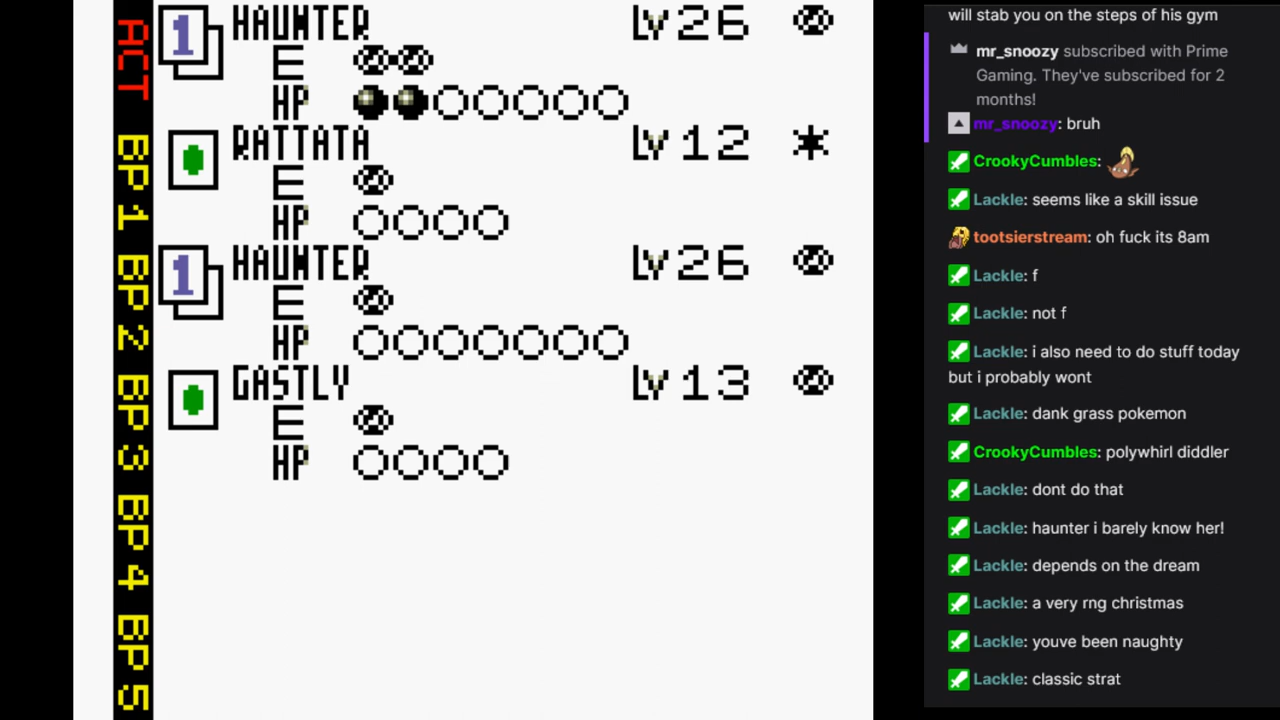 ACT
1 HAUNTER Lv26
E
HP
BP1
RATTATA Lv12
E
HP
BP2
1 HAUNTER Lv26
E
HP
BP3
GASTLY Lv13
E
HP
BP4
BP5
will stab you on the steps of his gym
mr_snoozy subscribed with Prime
Gaming. They've subscribed for 2
months!
mr_snoozy: bruh
CrookyCumbles:
Lackle: seems like a skill issue
tootsierstream: oh fuck its 8am
Lackle: f
Lackle: not f
Lackle: i also need to do stuff today
but i probably wont
Lackle: dank grass pokemon
CrookyCumbles: polywhirl diddler
Lackle: dont do that
Lackle: haunter i barely know her!
Lackle: depends on the dream
Lackle: a very rng christmas
Lackle: youve been naughty
Lackle: classic strat